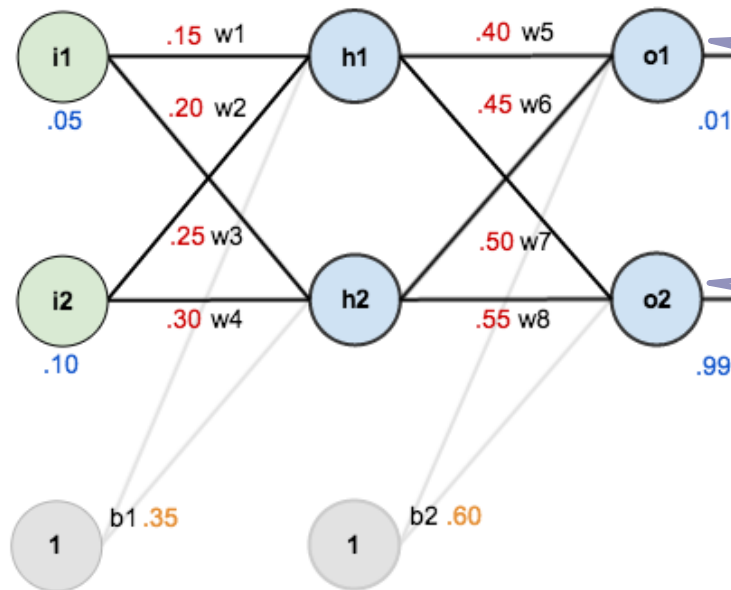 i1 .15 w1 h1 .40 w5 o1
.05 .20 w2 .45 w6 .01
.25 w3 .50 w7
i2 .30 w4 h2 .55 w8 o2
.10 .99
1 b1 .35 1 b2 .60